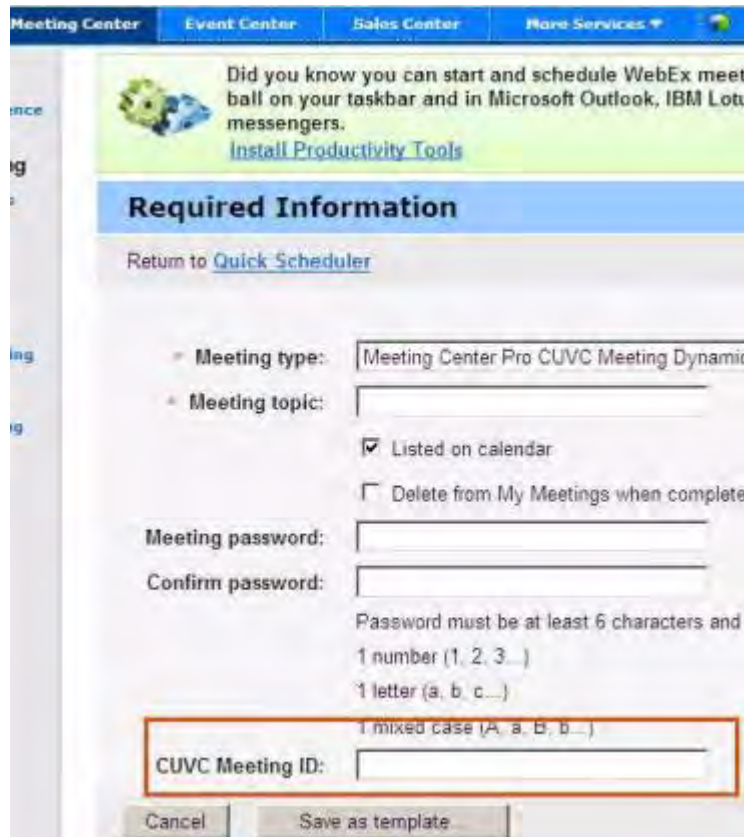 Meeting Center Event Center Sales Center More Services
Did you know you can start and schedule WebEx meet
ence
ball on your taskbar and in Microsoft Outlook, IBM Lotu
messengers.
Install Productivity Tools
g
Required Information
Return to Quick Scheduler
ing
* Meeting type: Meeting Center Pro CUVC Meeting Dynamic
* Meeting topic:
g
Listed on calendar
Delete from My Meetings when complete
Meeting password:
Confirm password:
Password must be at least 6 characters and
1 number (1, 2, 3...)
1 letter (a, b, c...)
1 mixed case (A, a, B, b...)
CUVC Meeting ID:
Cancel Save as template...